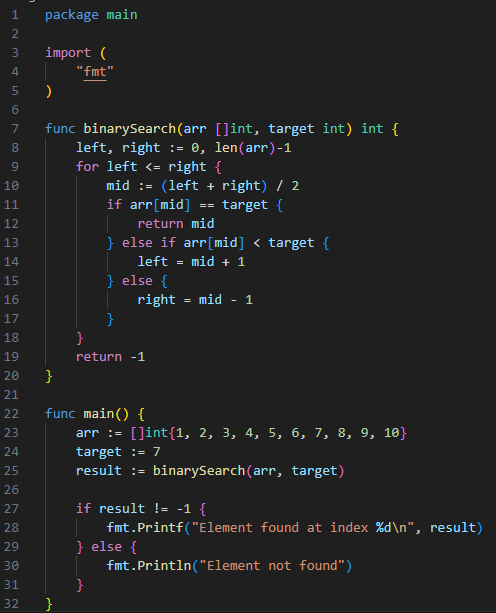 1 package main
2
3 import (
4     "fmt"
5 )
6
7 func binarySearch(arr []int, target int) int {
8     left, right := 0, len(arr)-1
9     for left <= right {
10         mid := (left + right) / 2
11         if arr[mid] == target {
12             return mid
13         } else if arr[mid] < target {
14             left = mid + 1
15         } else {
16             right = mid - 1
17         }
18     }
19     return -1
20 }
21
22 func main() {
23     arr := []int{1, 2, 3, 4, 5, 6, 7, 8, 9, 10}
24     target := 7
25     result := binarySearch(arr, target)
26
27     if result != -1 {
28         fmt.Printf("Element found at index %d\n", result)
29     } else {
30         fmt.Println("Element not found")
31     }
32 }